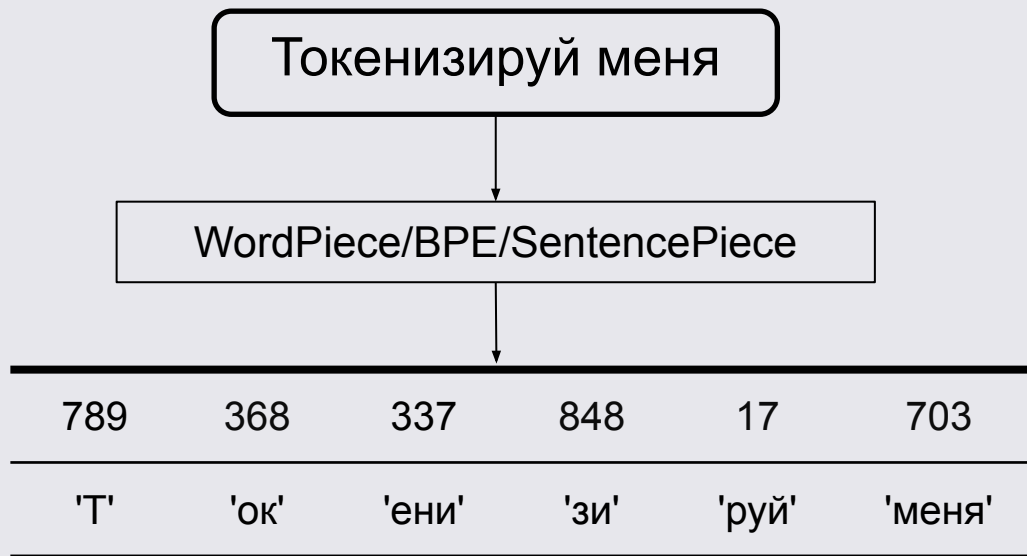 Токенизируй меня
WordPiece/BPE/SentencePiece
789 368 337 848 17 703
'Т' 'ок' 'ени' 'зи' 'руй' 'меня'